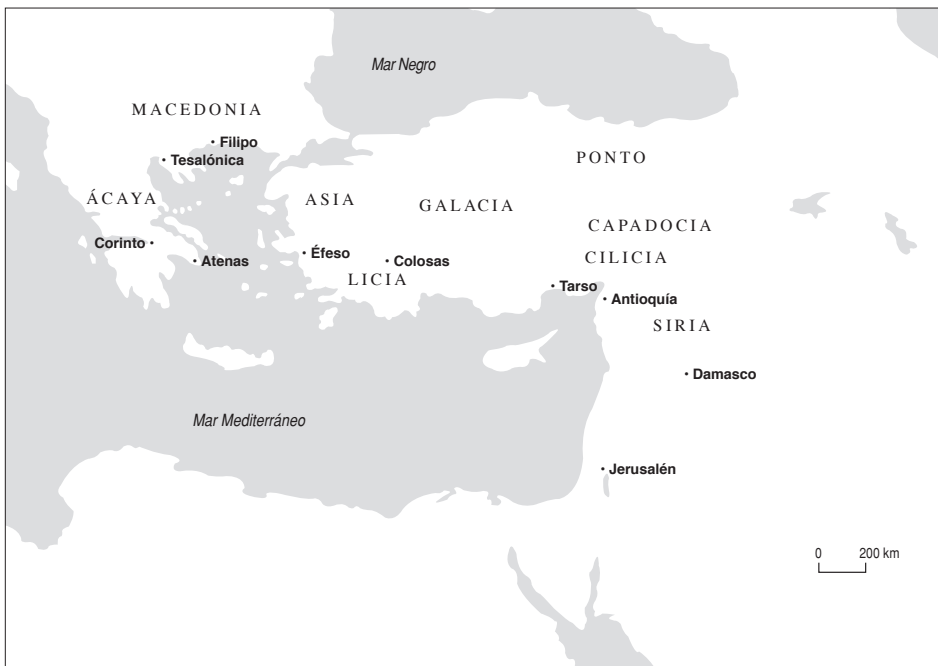 Mar Negro
MACEDONIA
Filipo
Tesalónica
PONTO
ÁCAYA
ASIA
GALACIA
CAPADOCIA
Corinto
Atenas
Éfeso
Colosas
CILICIA
LICIA
Tarso
Antioquía
SIRIA
Damasco
Mar Mediterráneo
Jerusalén
0 200 km